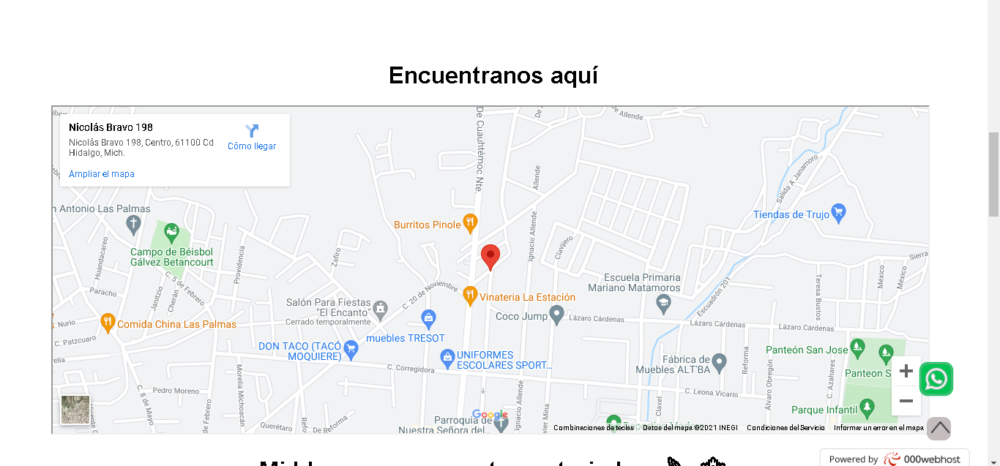 Encuentranos aquí
Nicolás Bravo 198
Nicolás Bravo 198, Centro, 61100 Cd
Hidalgo, Mich.
Cómo llegar
Ampliar el mapa
De Cuauhtémoc Nte.
De Allende
Allende
Salida A Janamoro
n Antonio Las Palmas
Tiendas de Trujo
Burritos Pinole
Campo de Béisbol
Gálvez Betancourt
Huandacareo
Providencia
Zafiro
Ignacio Allende
Clavijero
Sierra
Escuela Primaria
Mariano Matamoros
México
México
Teresa Bustos
C. 5 de Febrero
Paracho
Janitzio
Cherán
C. 20 de Noviembre
Escuadrón 201
Vinateria La Estación
Salón Para Fiestas
"El Encanto"
Cerrado temporalmente
Coco Jump
Lázaro Cárdenas
Lázaro Cárdenas
Lázaro Cárdenas
Nurio
Comida China Las Palmas
C. Patzcuaro
muebles TRESOT
DON TACO (TACÓ
MOQUIERE)
UNIFORMES
ESCOLARES SPORT...
Panteón San Jose
Fábrica de
Muebles ALT'BA
Reforma
Panteon S
C. Corregidora
Morelia Michoacán
Álvaro Obregón
C. Azahares
C. 8 de Mayo
Pedro Moreno
C. Leona Vicario
Clavel
Ignacio Allende
vier Mina
Parque Infantil
Querétaro
De La Reforma
Google
Parroquia de
Nuestra Señora del...
Combinaciones de teclas
Datos del mapa ©2021 INEGI
Condiciones del Servicio
Informar un error en el mapa
Powered by 000webhost